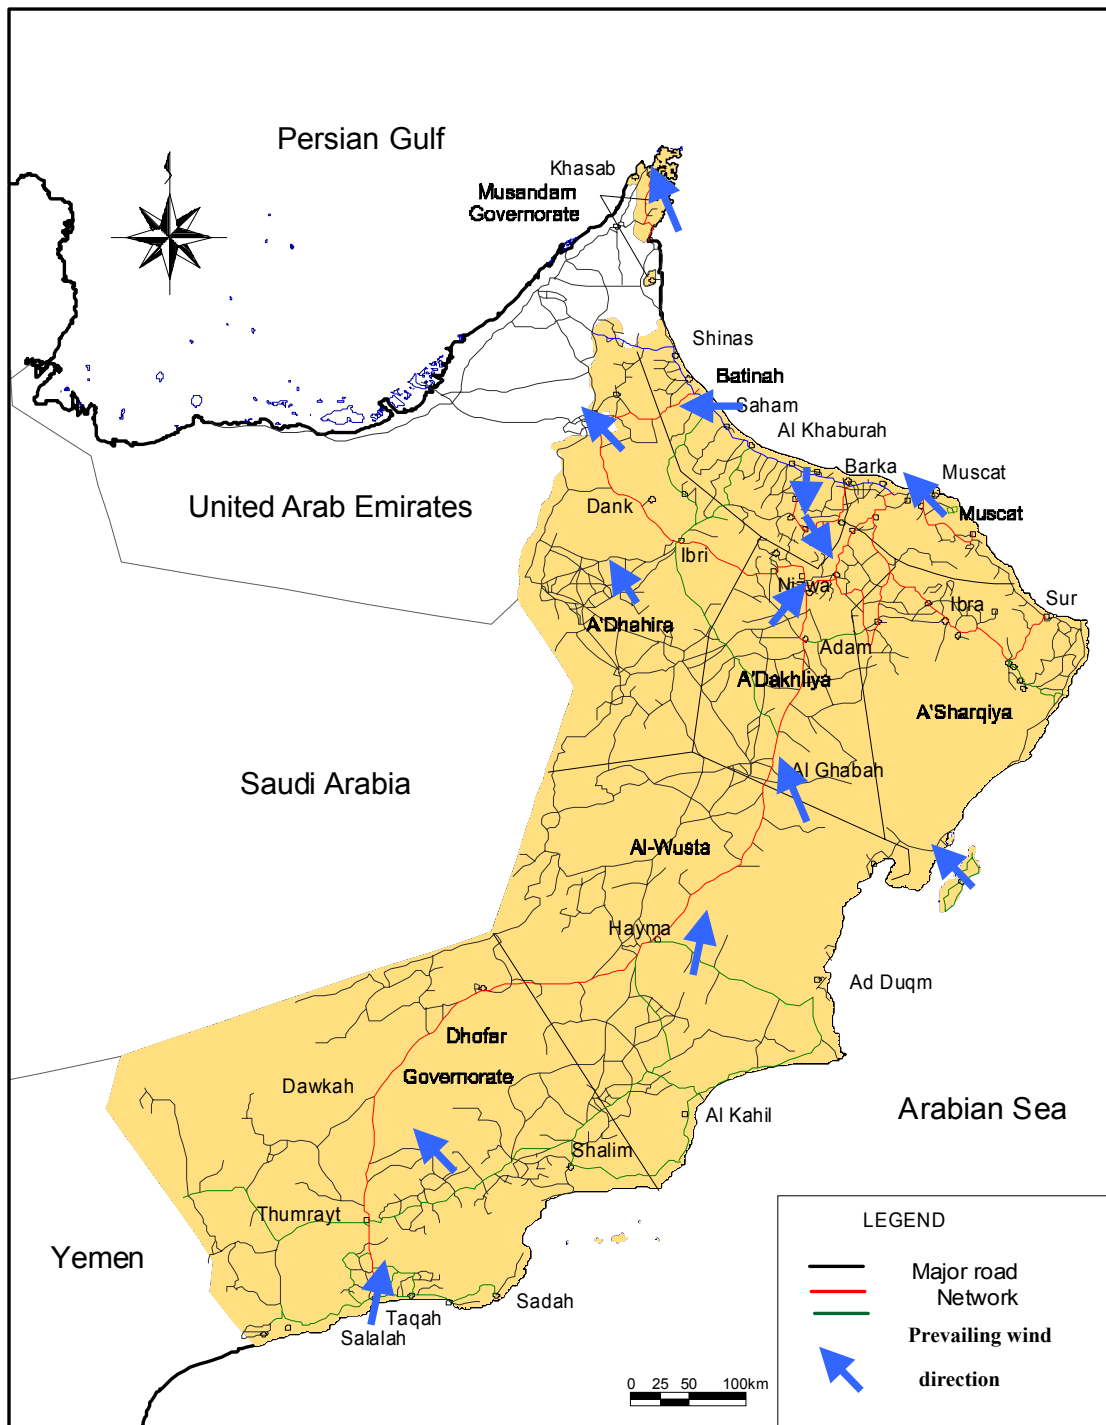 Persian Gulf
Khasab
Musandam
Governorate
Shinas
Batinah
Saham
Al Khaburah
Barka
Muscat
United Arab Emirates
Dank
Muscat
Ibri
Nizwa
Ibra
Sur
A'Dhahira
Adam
A'Dakhliya
A'Sharqiya
Saudi Arabia
Al Ghabah
Al-Wusta
Hayma
Ad Duqm
Dhofar
Governorate
Dawkah
Arabian Sea
Al Kahil
Shalim
Thumrayt
Yemen
Sadah
Taqah
Salalah
LEGEND
Major road
Network
Prevailing wind
direction
0 25 50 100km